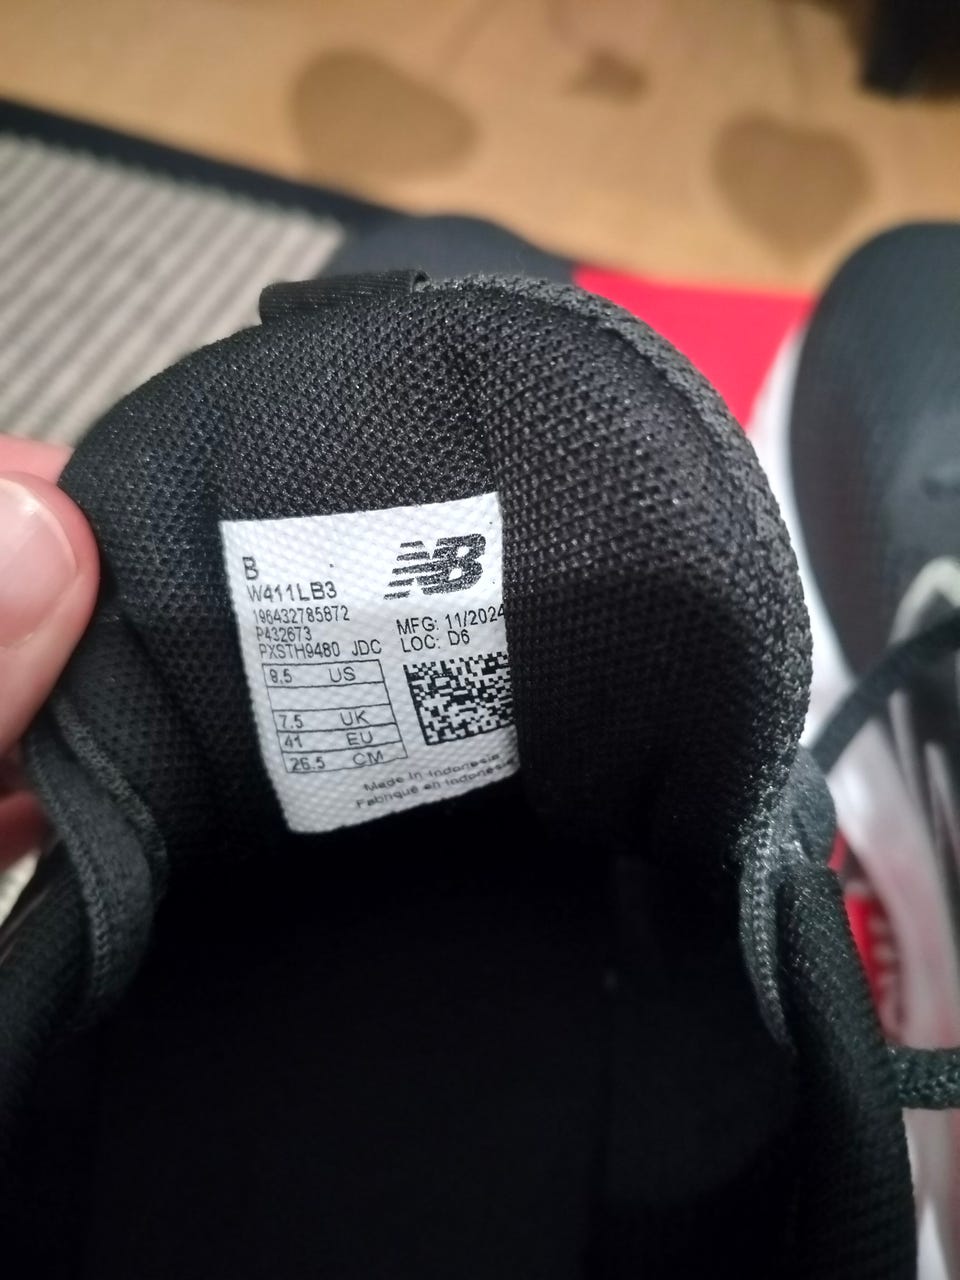 B
W411LB3
196432785872
P432673
PXSTH9480 JDC
NB
MFG: 11/2024
LOC: D6
9.5 US
7.5 UK
41 EU
26.5 CM
Made in Indonesia
Fabriqué en Indonésie